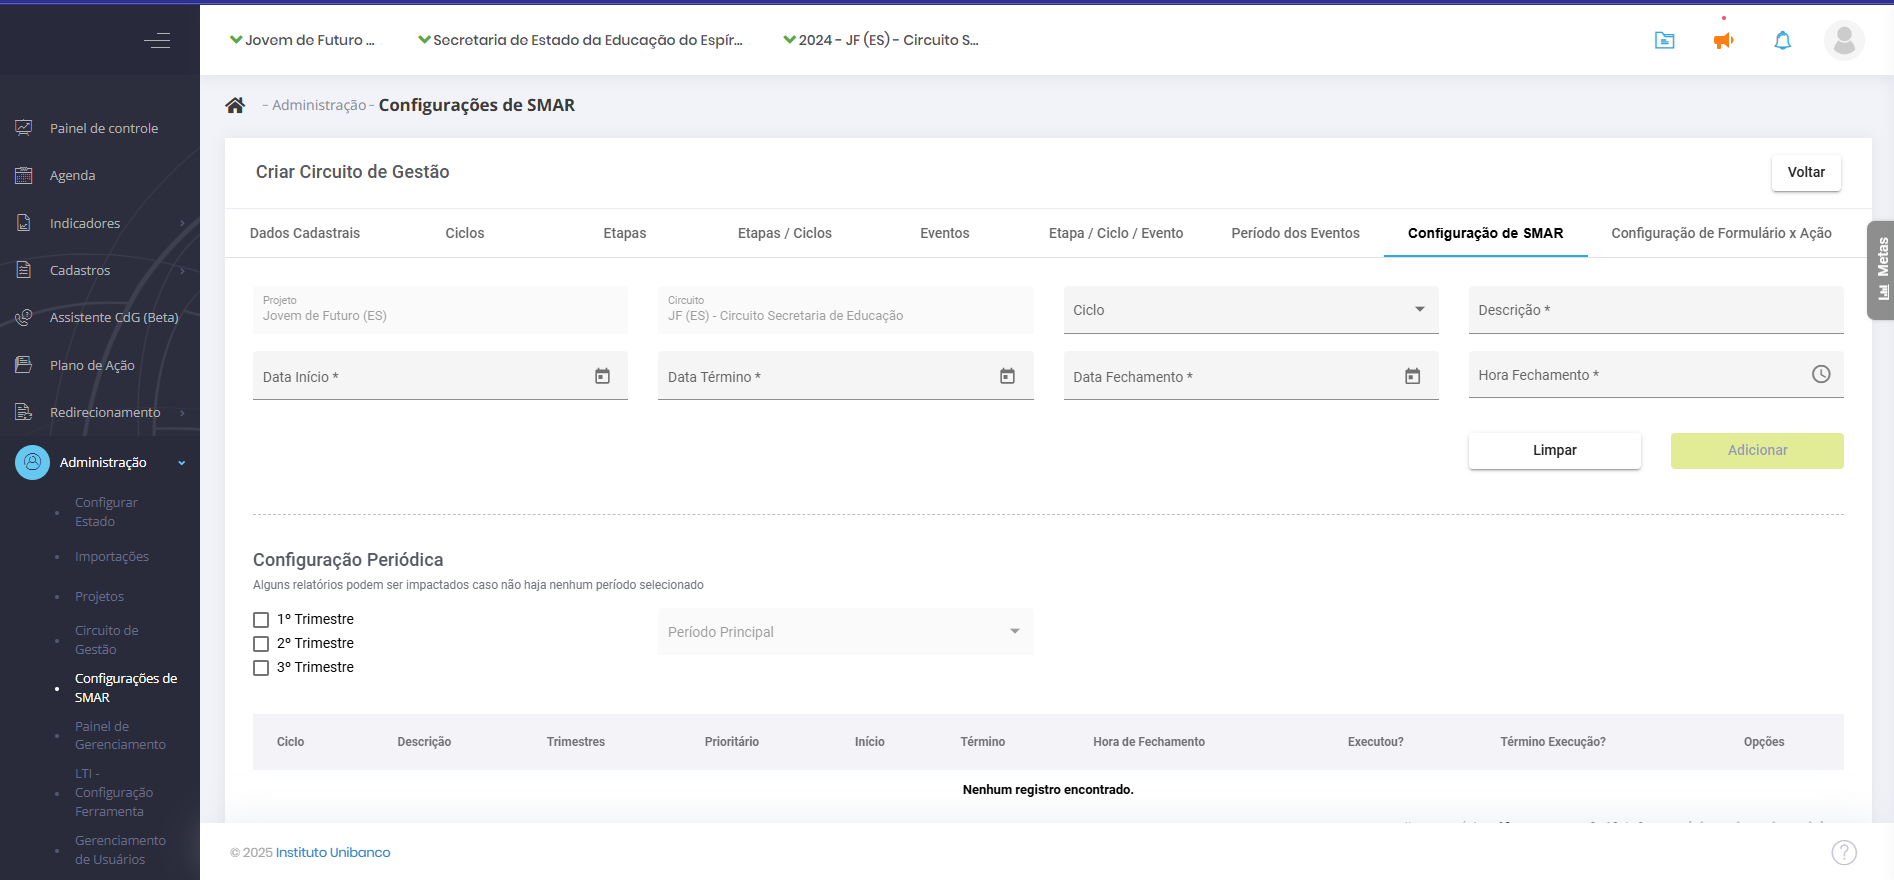 Jovem de Futuro ...
Secretaria de Estado da Educação do Espír...
2024 - JF (ES) - Circuito S...
- Administração - Configurações de SMAR
Painel de controle
Agenda
Indicadores
Cadastros
Assistente CdG (Beta)
Plano de Ação
Redirecionamento
Administração
Configurar
Estado
Importações
Projetos
Circuito de
Gestão
Configurações de
SMAR
Painel de
Gerenciamento
LTI -
Configuração
Ferramenta
Gerenciamento
de Usuários
Criar Circuito de Gestão
Voltar
Dados Cadastrais
Ciclos
Etapas
Etapas / Ciclos
Eventos
Etapa / Ciclo / Evento
Período dos Eventos
Configuração de SMAR
Configuração de Formulário x Ação
Metas
Projeto
Jovem de Futuro (ES)
Circuito
JF (ES) - Circuito Secretaria de Educação
Ciclo
Descrição *
Data Início *
Data Término *
Data Fechamento *
Hora Fechamento *
Limpar
Adicionar
Configuração Periódica
Alguns relatórios podem ser impactados caso não haja nenhum período selecionado
1º Trimestre
2º Trimestre
3º Trimestre
Período Principal
Ciclo
Descrição
Trimestres
Prioritário
Início
Término
Hora de Fechamento
Executou?
Término Execução?
Opções
Nenhum registro encontrado.
© 2025 Instituto Unibanco
?